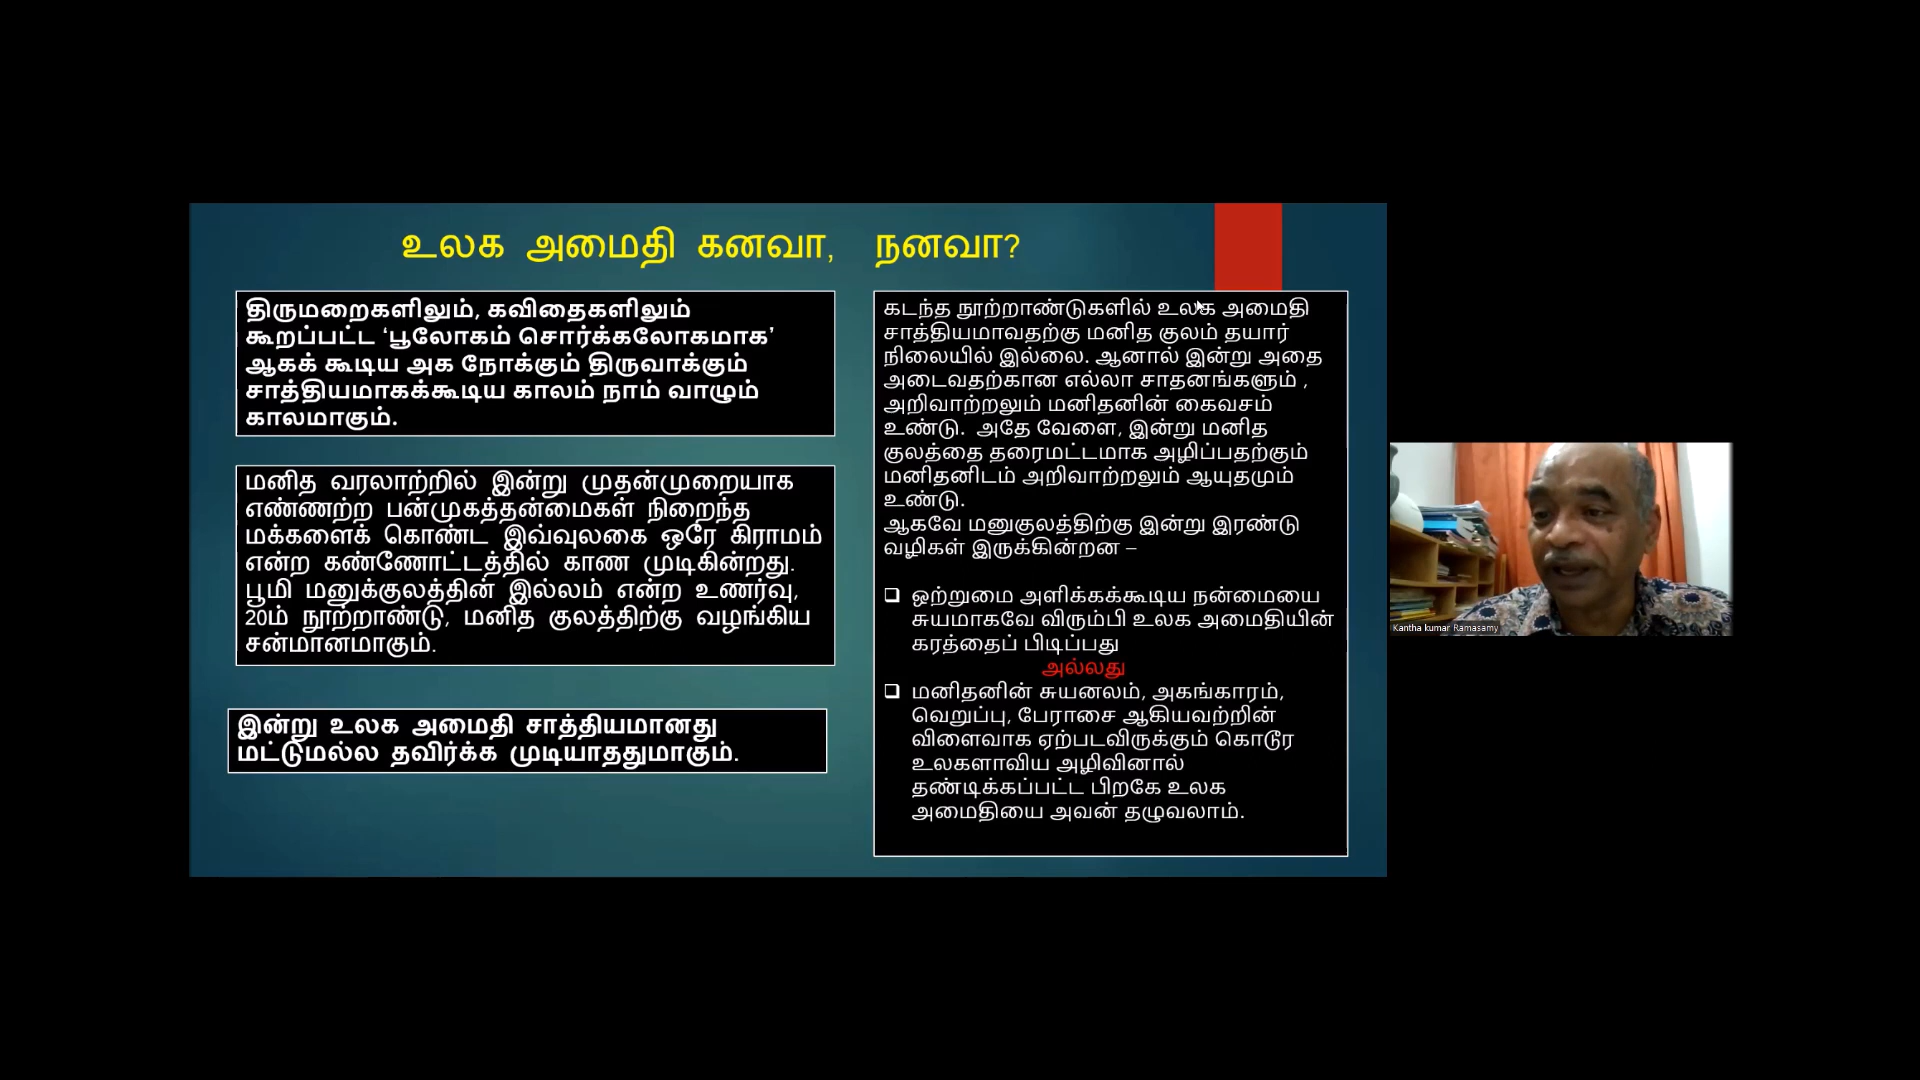 உலக அமைதி கனவா, நனவா?
திருமறைகளிலும், கவிதைகளிலும்
கூறப்பட்ட ‘பூலோகம் சொர்க்கலோகமாக’
ஆகக் கூடிய அக நோக்கும் திருவாக்கும்
சாத்தியமாகக்கூடிய காலம் நாம் வாழும்
காலமாகும்.
மனித வரலாற்றில் இன்று முதன்முறையாக
எண்ணற்ற பன்முகத்தன்மைகள் நிறைந்த
மக்களைக் கொண்ட இவ்வுலகை ஒரே கிராமம்
என்ற கண்ணோட்டத்தில் காண முடிகின்றது.
பூமி மனுக்குலத்தின் இல்லம் என்ற உணர்வு,
20ம் நூற்றாண்டு, மனித குலத்திற்கு வழங்கிய
சன்மானமாகும்.
இன்று உலக அமைதி சாத்தியமானது
மட்டுமல்ல தவிர்க்க முடியாததுமாகும்.
கடந்த நூற்றாண்டுகளில் உலக அமைதி
சாத்தியமாவதற்கு மனித குலம் தயார்
நிலையில் இல்லை. ஆனால் இன்று அதை
அடைவதற்கான எல்லா சாதனங்களும் ,
அறிவாற்றலும் மனிதனின் கைவசம்
உண்டு. அதே வேளை, இன்று மனித
குலத்தை தரைமட்டமாக அழிப்பதற்கும்
மனிதனிடம் அறிவாற்றலும் ஆயுதமும்
உண்டு.
ஆகவே மனுகுலத்திற்கு இன்று இரண்டு
வழிகள் இருக்கின்றன –
❑ ஒற்றுமை அளிக்கக்கூடிய நன்மையை
சுயமாகவே விரும்பி உலக அமைதியின்
கரத்தைப் பிடிப்பது
அல்லது
❑ மனிதனின் சுயனலம், அகங்காரம்,
வெறுப்பு, பேராசை ஆகியவற்றின்
விளைவாக ஏற்படவிருக்கும் கொடூர
உலகளாவிய அழிவினால்
தண்டிக்கப்பட்ட பிறகே உலக
அமைதியை அவன் தழுவலாம்.
Kantha kumar Ramasamy